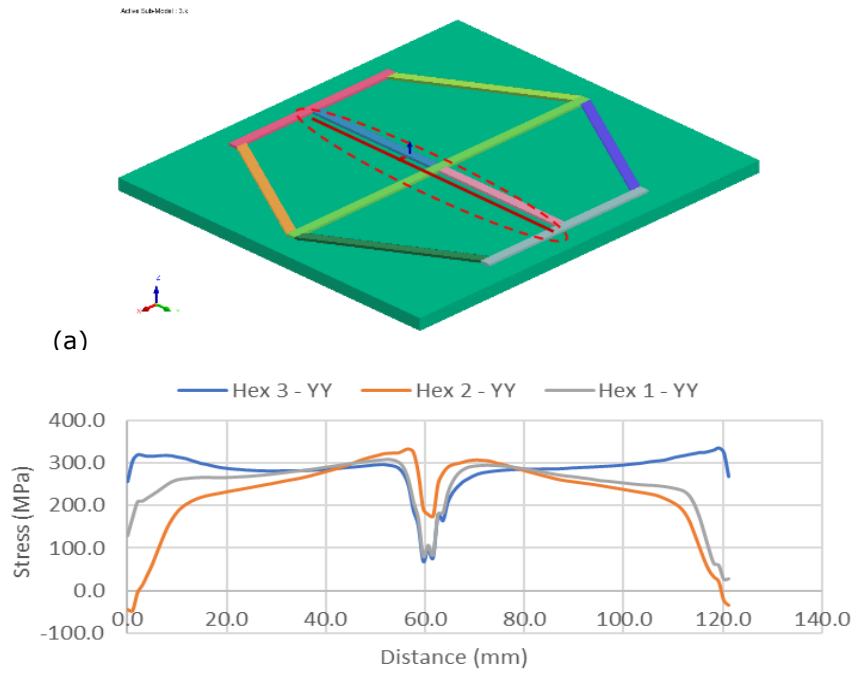 Active Sub-Model : 3.x
Z
X
Y
(a)
Hex 3 - YY Hex 2 - YY Hex 1 - YY
400.0
300.0
200.0
100.0
0.0
-100.0
Stress (MPa)
0.0 20.0 40.0 60.0 80.0 100.0 120.0 140.0
Distance (mm)